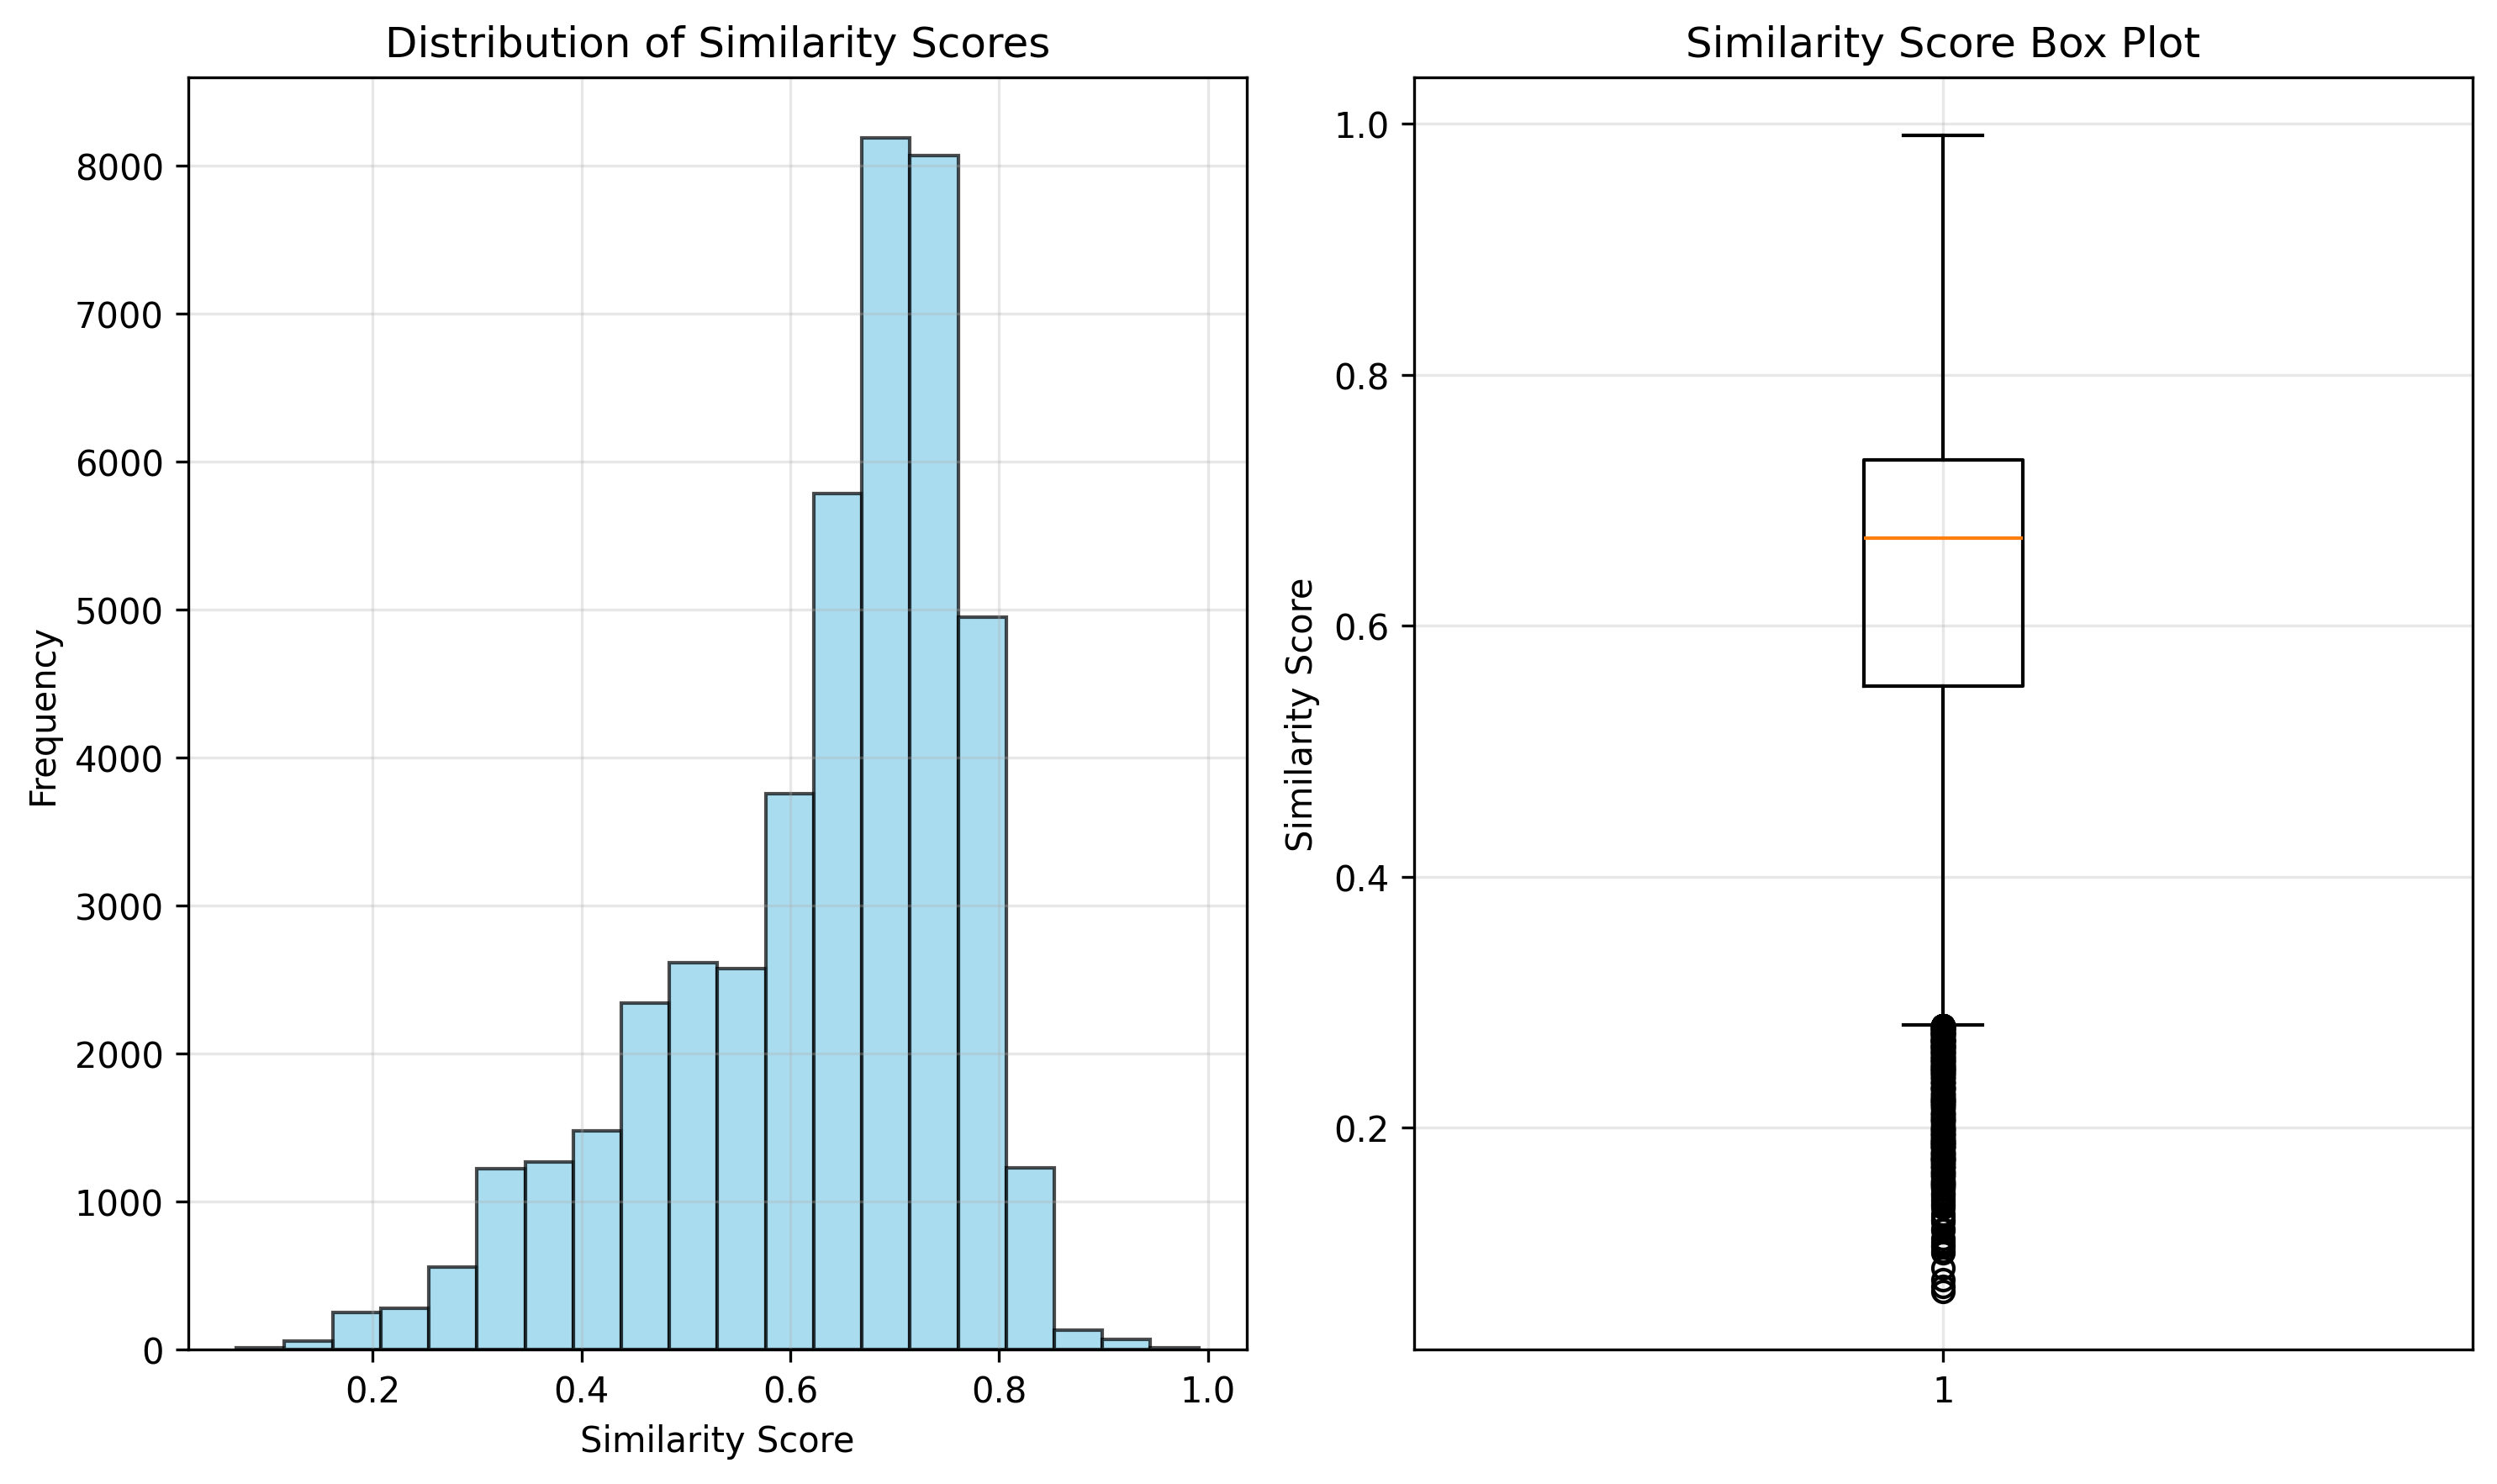 Distribution of Similarity Scores
8000
7000
6000
5000
4000
3000
2000
1000
0
Frequency
0.2 0.4 0.6 0.8 1.0
Similarity Score
Similarity Score Box Plot
1.0
0.8
0.6
0.4
0.2
Similarity Score
1